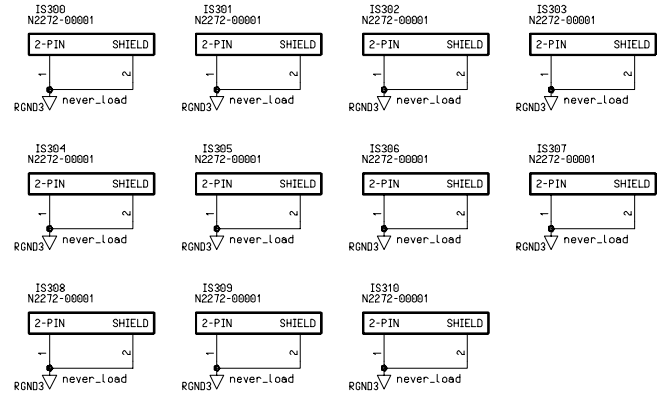 IS300 IS301 IS302 IS303
N2272-00001 N2272-00001 N2272-00001 N2272-00001
2-PIN SHIELD 2-PIN SHIELD 2-PIN SHIELD 2-PIN SHIELD
1 2 1 2 1 2 1 2
never_load never_load never_load never_load
RGND3 RGND3 RGND3 RGND3
IS304 IS305 IS306 IS307
N2272-00001 N2272-00001 N2272-00001 N2272-00001
2-PIN SHIELD 2-PIN SHIELD 2-PIN SHIELD 2-PIN SHIELD
1 2 1 2 1 2 1 2
never_load never_load never_load never_load
RGND3 RGND3 RGND3 RGND3
IS308 IS309 IS310
N2272-00001 N2272-00001 N2272-00001
2-PIN SHIELD 2-PIN SHIELD 2-PIN SHIELD
1 2 1 2 1 2
never_load never_load never_load
RGND3 RGND3 RGND3